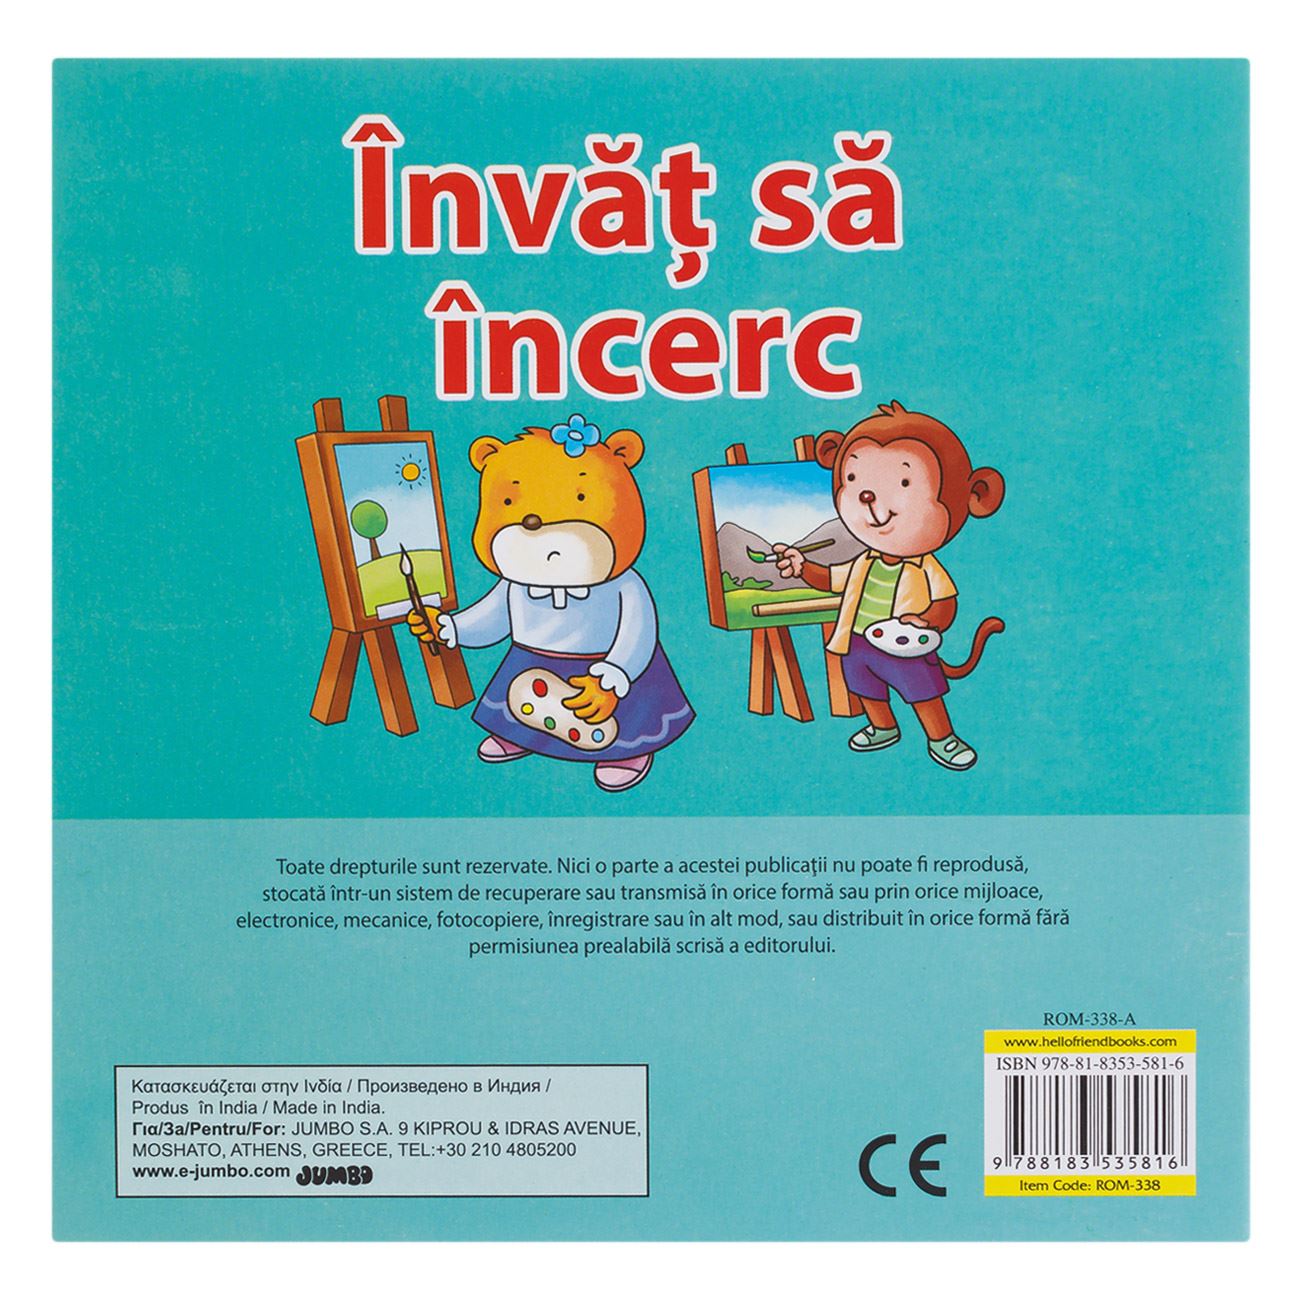 Învăț să
încerc
Toate drepturile sunt rezervate. Nici o parte a acestei publicaţii nu poate fi reprodusă,
stocată într-un sistem de recuperare sau transmisă în orice formă sau prin orice mijloace,
electronice, mecanice, fotocopiere, înregistrare sau în alt mod, sau distribuit în orice formă fără
permisiunea prealabilă scrisă a editorului.
Κατασκευάζεται στην Ινδία / Произведено в Индия /
Produs în India / Made in India.
Για/За/Pentru/For: JUMBO S.A. 9 KIPROU & IDRAS AVENUE,
MOSHATO, ATHENS, GREECE, TEL:+30 210 4805200
www.e-jumbo.com JUMBO
CE
ROM-338-A
www.hellofriendbooks.com
ISBN 978-81-8353-581-6
9 788183 535816
Item Code: ROM-338